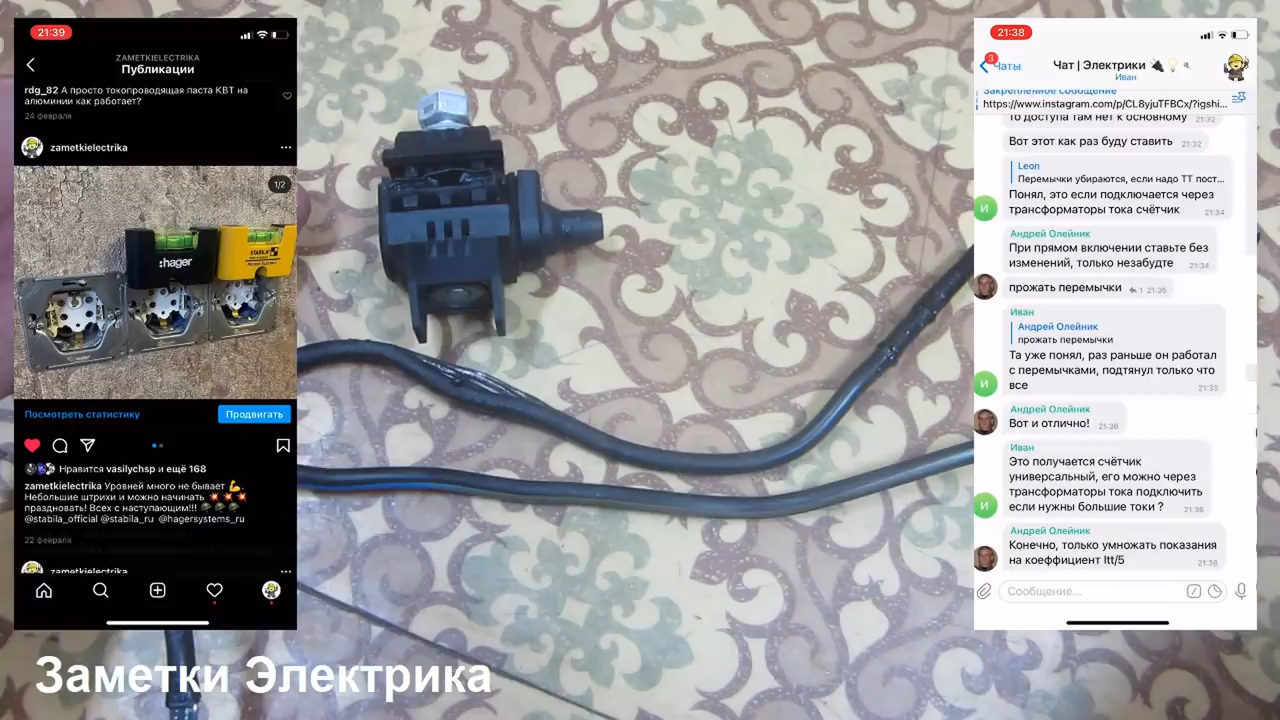 21:39
ZAMETKIELECTRIKA
Публикации
rdg_82 А просто токопроводящая паста КВТ на
алюминии как работает?
24 февраля
zametkielectrika
1/2
:hager
STABILA
Посмотреть статистику
Продвигать
Нравится vasilychsp и ещё 168
zametkielectrika Уровней много не бывает 💪.
Небольшие штрихи и можно начинать 💥💥💥
праздновать! Всех с наступающим!!!
@stabila_official @stabila_ru @hagersystems_ru
22 февраля
zametkielectrika
21:38
3
Чаты
Чат | Электрики 🔌💡
Иван
Закрепленное сообщение
https://www.instagram.com/p/CL8yjuTFBCx/?igshi...
то доступа там нет к основному 21:32
Вот этот как раз буду ставить 21:32
Leon
Перемычки убираются, если надо ТТ пост...
Понял, это если подключается через
трансформаторы тока счётчик 21:34
И
Андрей Олейник
При прямом включении ставьте без
изменений, только незабудте 21:34
прожать перемычки 1 21:35
Иван
Андрей Олейник
прожать перемычки
Та уже понял, раз раньше он работал
с перемычками, подтянул только что
все 21:35
И
Андрей Олейник
Вот и отлично! 21:36
Иван
Это получается счётчик
универсальный, его можно через
трансформаторы тока подключить
если нужны большие токи ? 21:36
И
Андрей Олейник
Конечно, только умножать показания
на коэффициент Itt/5 21:38
Сообщение...
Заметки Электрика